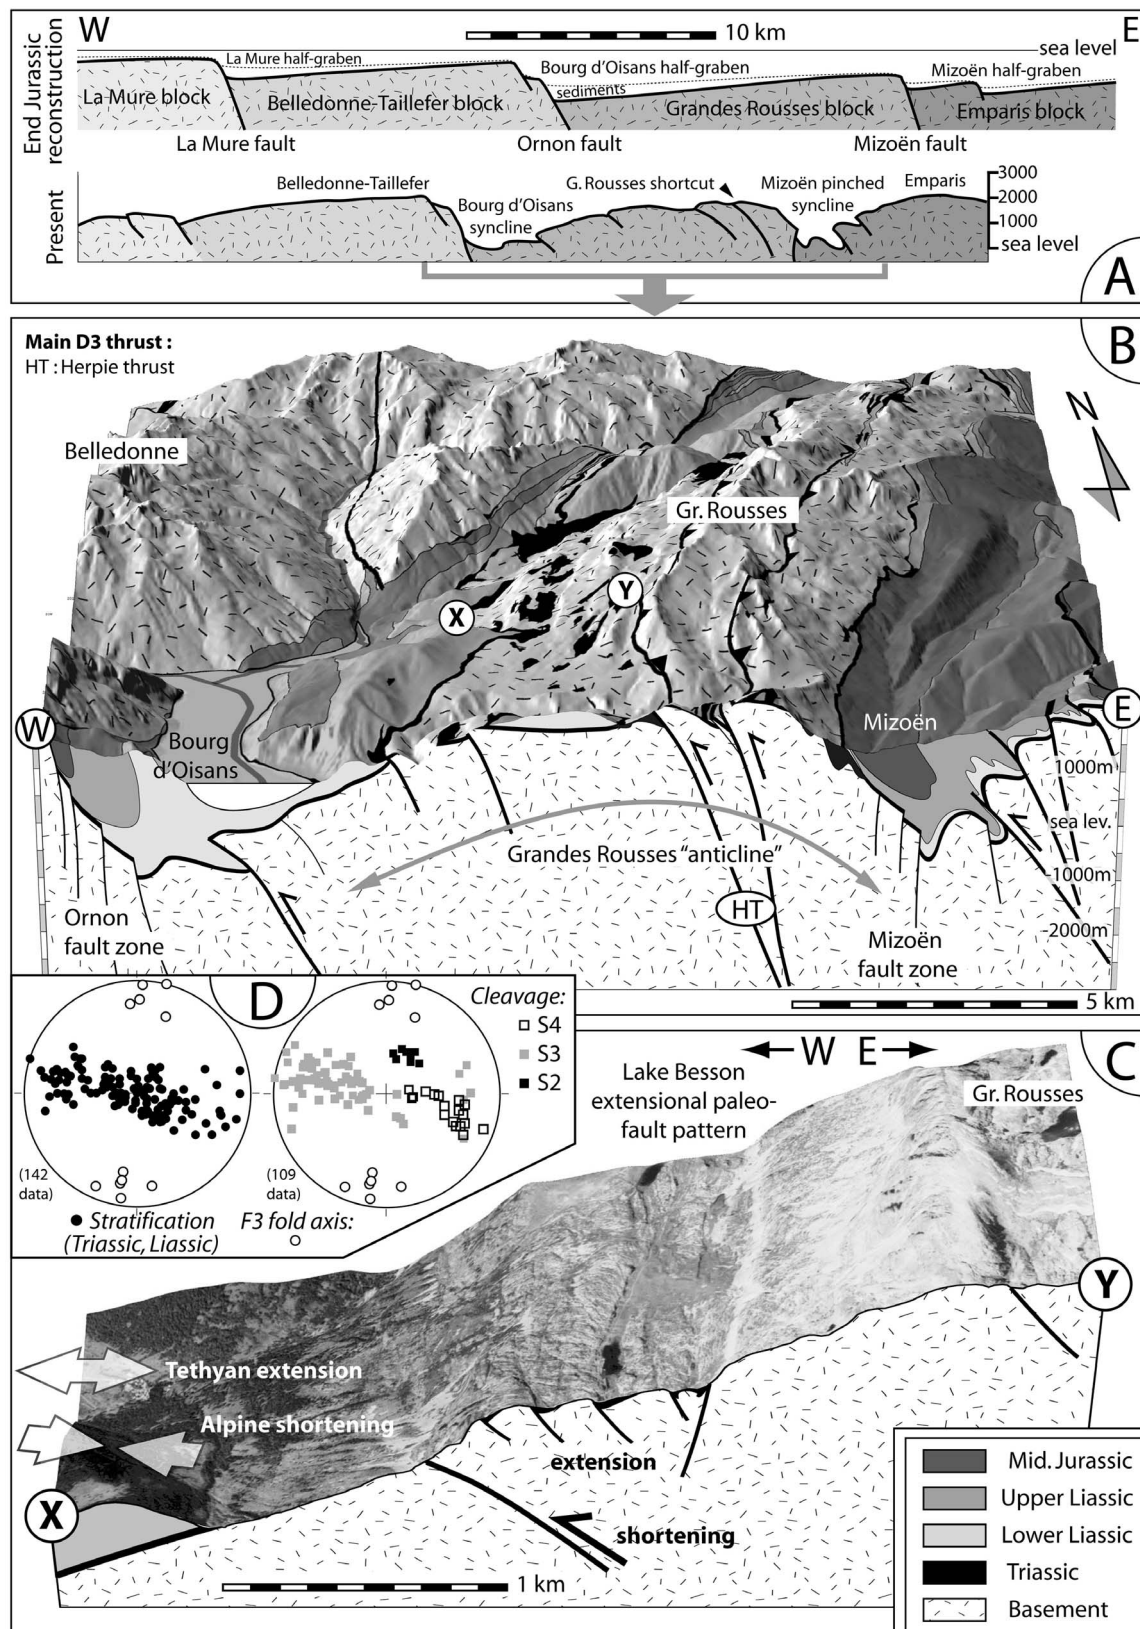 W
E
10 km
sea level
End Jurassic
reconstruction
La Mure half-graben
Bourg d'Oisans half-graben
Mizoën half-graben
sediments
La Mure block
Belledonne-Taillefer block
Grandes Rousses block
Emparis block
La Mure fault
Ornon fault
Mizoën fault
Present
Belledonne-Taillefer
G. Rousses shortcut
Mizoën pinched
syncline
Emparis
Bourg d'Oisans
syncline
3000
2000
1000
sea level
A
B
Main D3 thrust :
HT : Herpie thrust
N
Belledonne
Gr. Rousses
X
Y
W
E
Bourg
d'Oisans
Mizoën
1000m
sea lev.
-1000m
-2000m
Grandes Rousses "anticline"
HT
Ornon
fault zone
Mizoën
fault zone
5 km
D
Cleavage:
S4
S3
S2
(142
data)
(109
data)
Stratification
(Triassic, Liassic)
F3 fold axis:
C
W E
Lake Besson
extensional paleo-
fault pattern
Gr. Rousses
Tethyan extension
Alpine shortening
extension
shortening
X
Y
1 km
Mid. Jurassic
Upper Liassic
Lower Liassic
Triassic
Basement